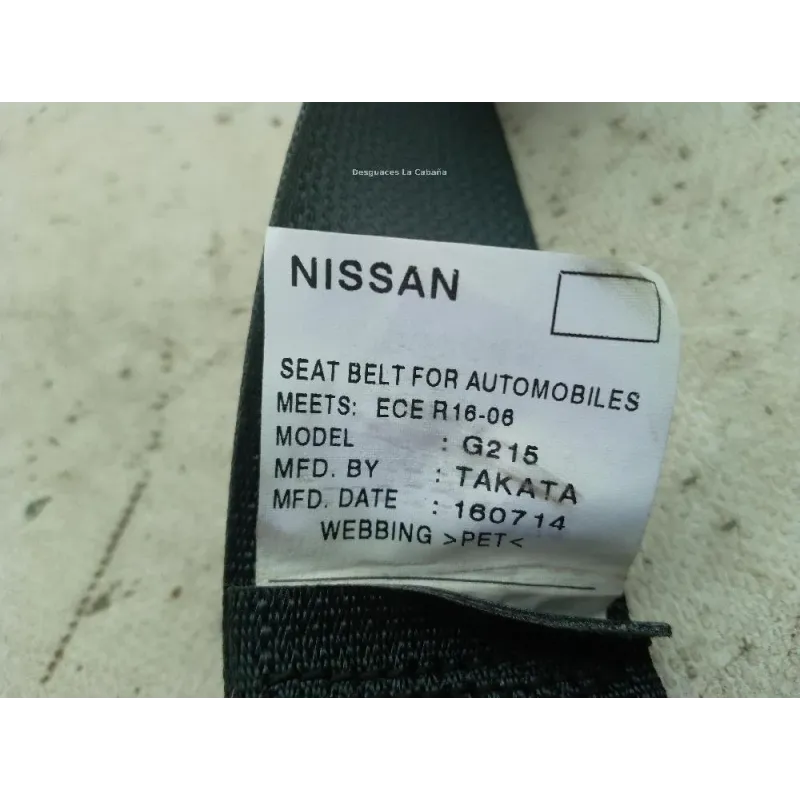 Desguaces La Cabaña
NISSAN
SEAT BELT FOR AUTOMOBILES
MEETS: ECE R16-06
MODEL : G215
MFD. BY : TAKATA
MFD. DATE : 160714
WEBBING >PET<